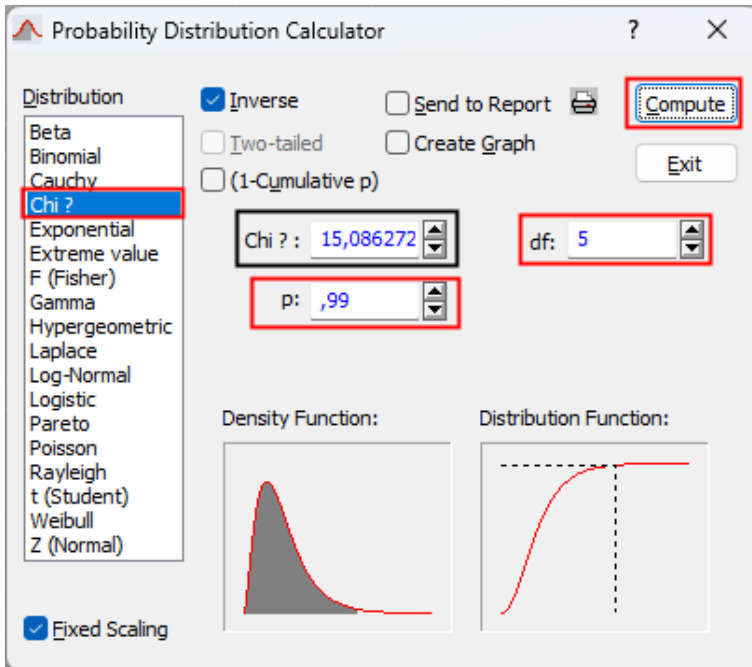 Probability Distribution Calculator
?
Distribution
Beta
Binomial
Cauchy
Chi ?
Exponential
Extreme value
F (Fisher)
Gamma
Hypergeometric
Laplace
Log-Normal
Logistic
Pareto
Poisson
Rayleigh
t (Student)
Weibull
Z (Normal)
Fixed Scaling
Inverse
Send to Report
Compute
Two-tailed
Create Graph
Exit
(1-Cumulative p)
Chi ? : 15,086272
df: 5
p: ,99
Density Function:
Distribution Function: